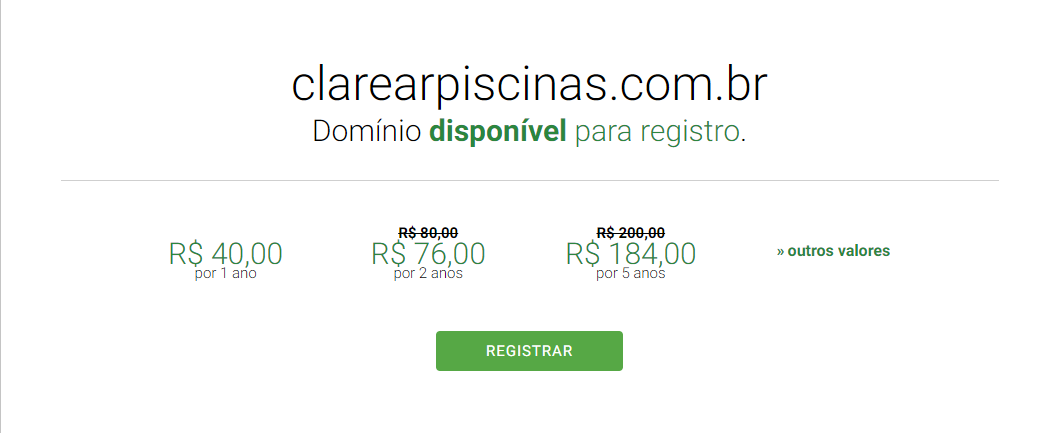 clarearpiscinas.com.br
Domínio disponível para registro.
R$ 40,00
por 1 ano
R$ 80,00
R$ 76,00
por 2 anos
R$ 200,00
R$ 184,00
por 5 anos
» outros valores
REGISTRAR